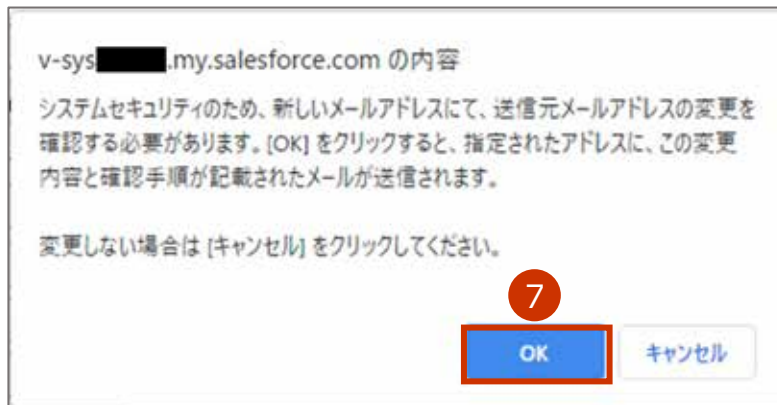 v-sys .my.salesforce.com の内容
システムセキュリティのため、新しいメールアドレスにて、送信元メールアドレスの変更を
確認する必要があります。[OK] をクリックすると、指定されたアドレスに、この変更
内容と確認手順が記載されたメールが送信されます。
変更しない場合は [キャンセル] をクリックしてください。
7
OK キャンセル